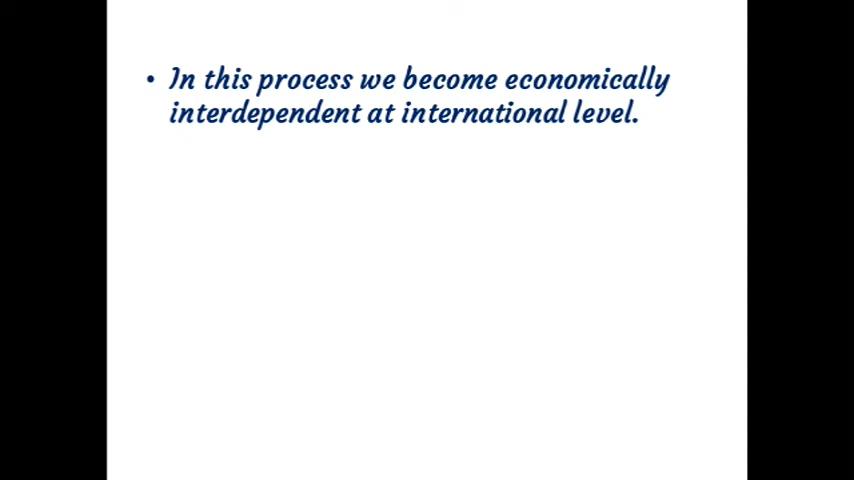 • In this process we become economically
interdependent at international level.